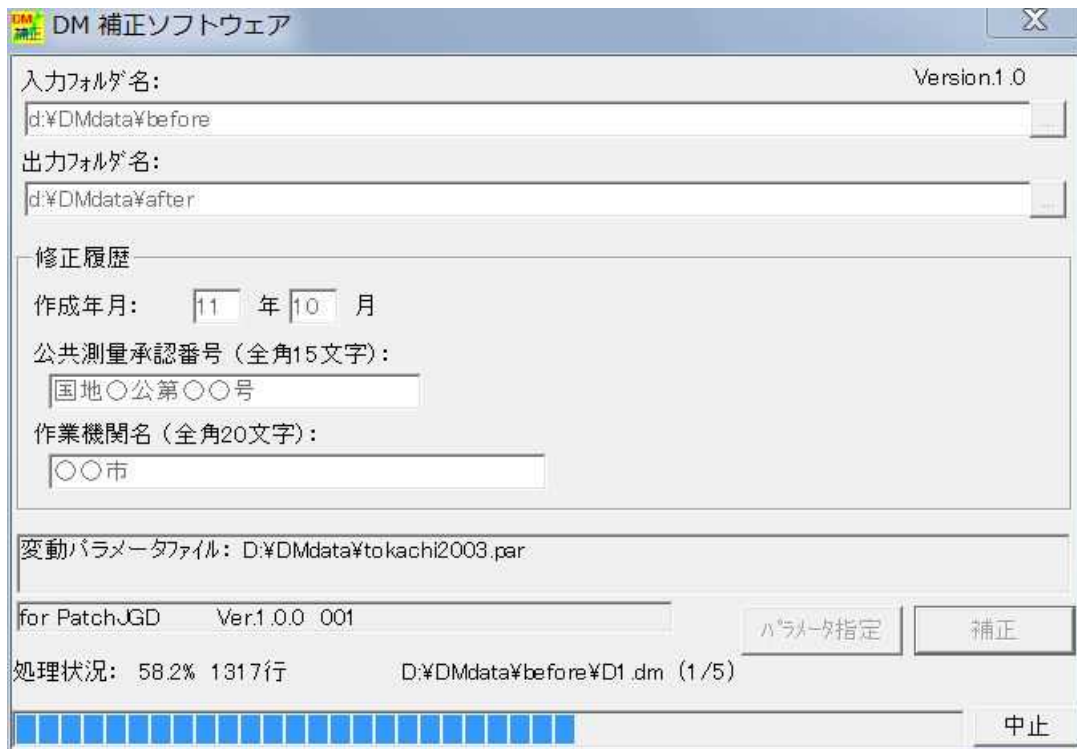 DM 補正 DM 補正ソフトウェア
入力フォルダ名: Version.1.0
d:¥DMdata¥before ...
出力フォルダ名:
d:¥DMdata¥after ...
修正履歴
作成年月: 11 年 10 月
公共測量承認番号(全角15文字):
国地○公第○○号
作業機関名(全角20文字):
○○市
変動パラメータファイル: D:¥DMdata¥tokachi2003.par
for PatchJGD Ver.1.0.0 001 パラメータ指定 補正
処理状況: 58.2% 1317行 D:¥DMdata¥before¥D1.dm (1/5)
中止